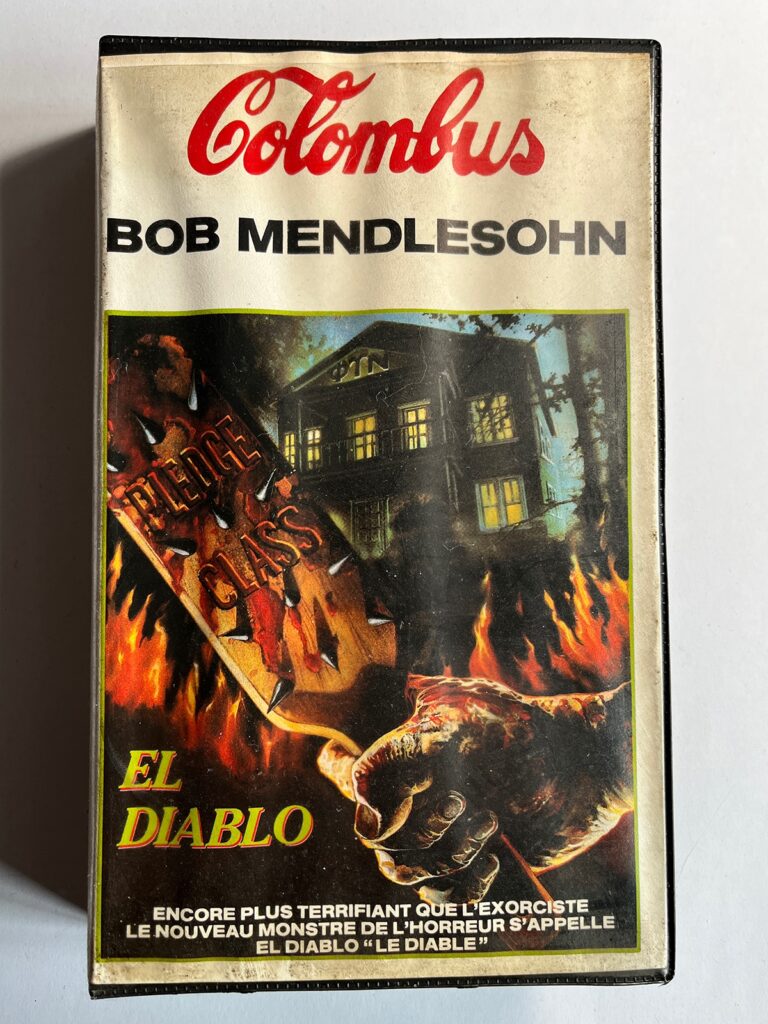 Colombus
BOB MENDLESOHN
ΦΤΝ
PLEDGE
CLASS
EL
DIABLO
ENCORE PLUS TERRIFIANT QUE L'EXORCISTE
LE NOUVEAU MONSTRE DE L'HORREUR S'APPELLE
EL DIABLO “LE DIABLE”